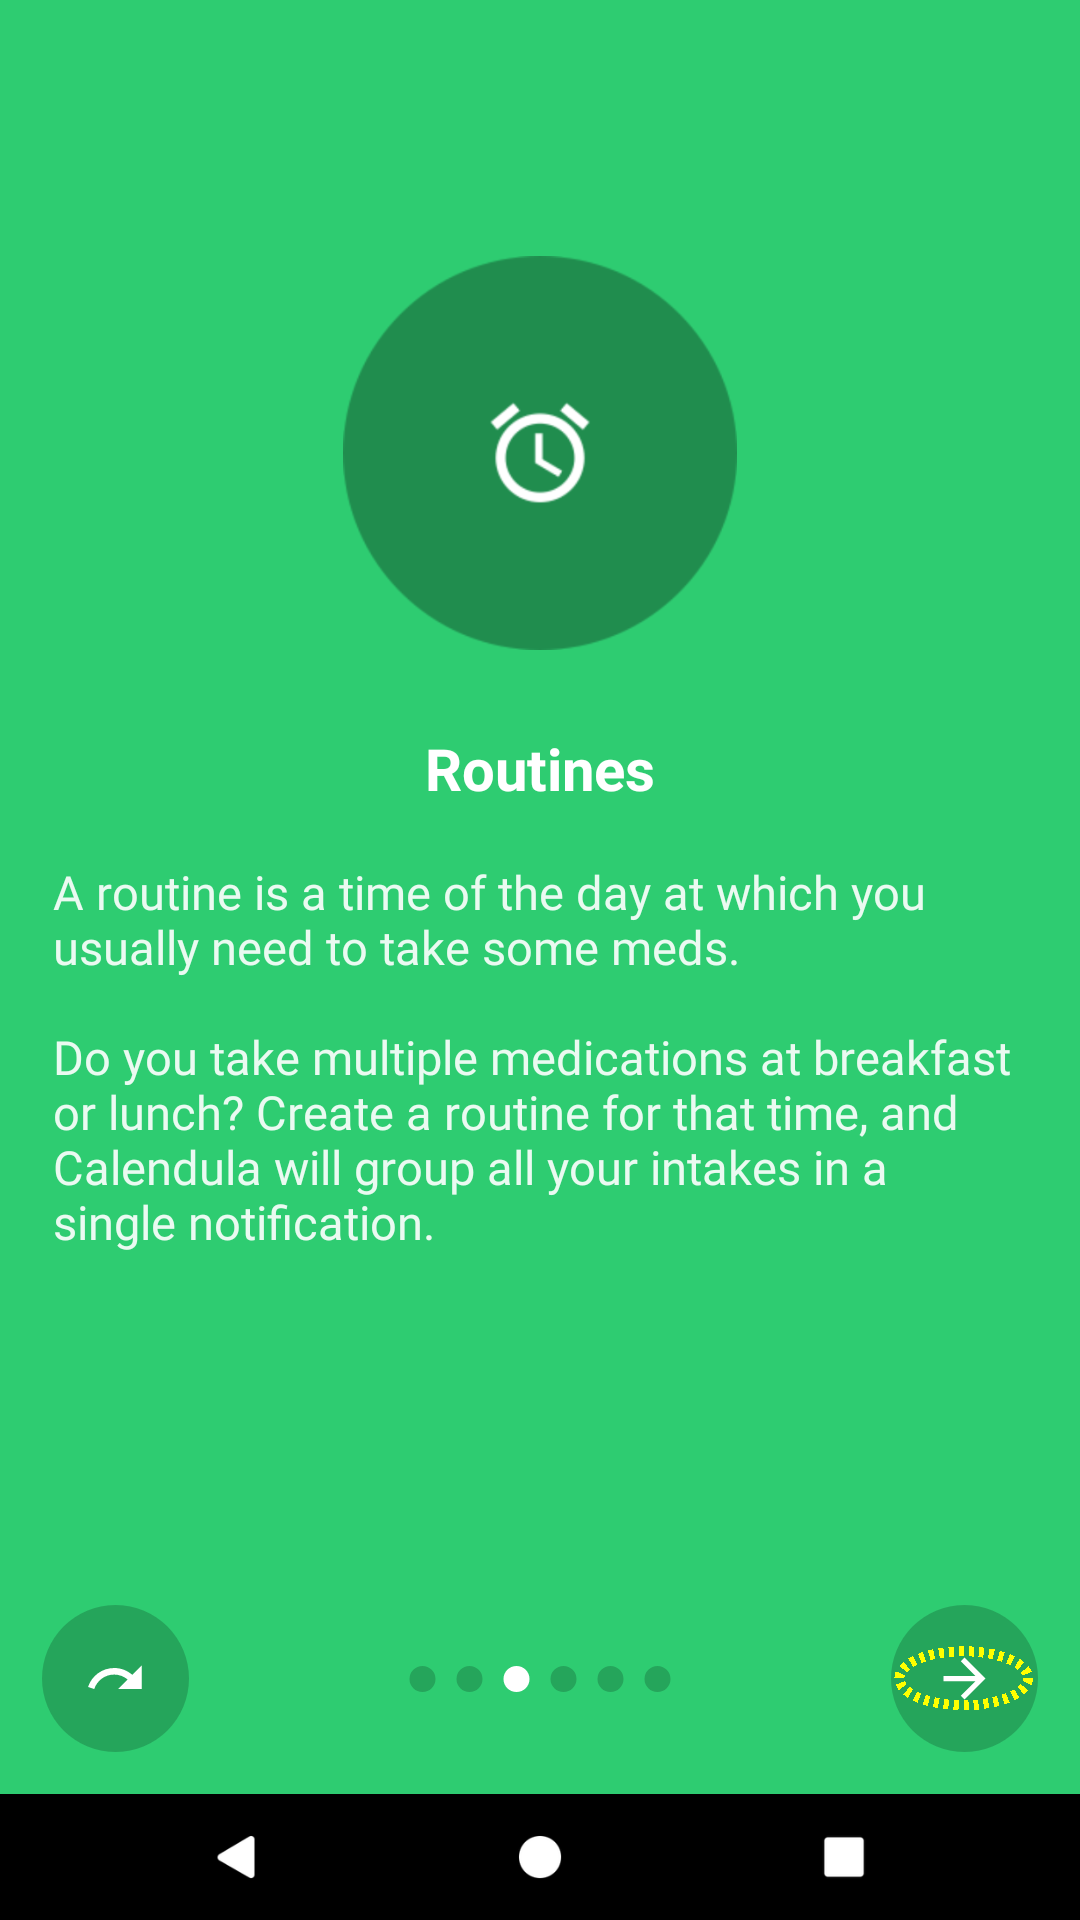 Routines
A routine is a time of the day at which you
usually need to take some meds.
Do you take multiple medications at breakfast
or lunch? Create a routine for that time, and
Calendula will group all your intakes in a
single notification.